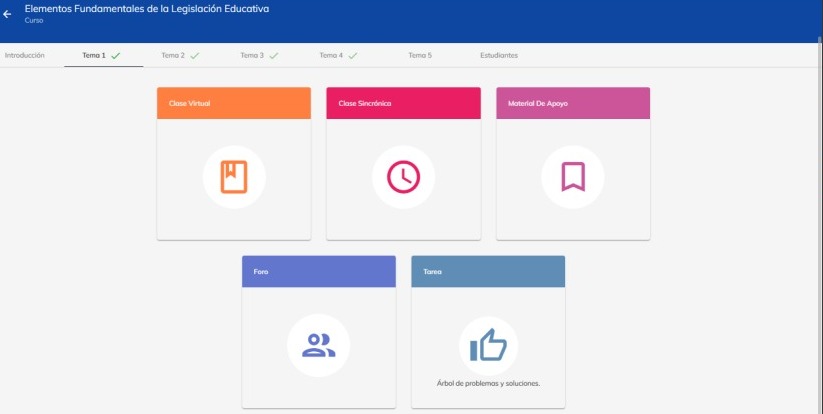 Elementos Fundamentales de la Legislación Educativa
Curso
Introducción Tema 1 Tema 2 Tema 3 Tema 4 Tema 5 Estudiantes
Clase Virtual Clase Sincrónica Material De Apoyo
Foro Tarea
Árbol de problemas y soluciones.